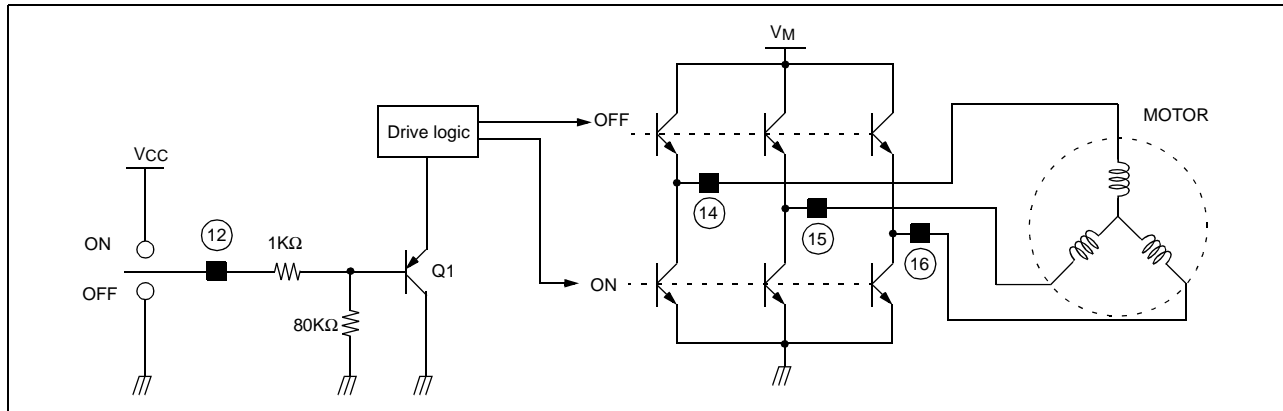 VM
MOTOR
Drive logic
OFF
VCC
14
15
16
ON
12
1KΩ
Q1
OFF
ON
80KΩ